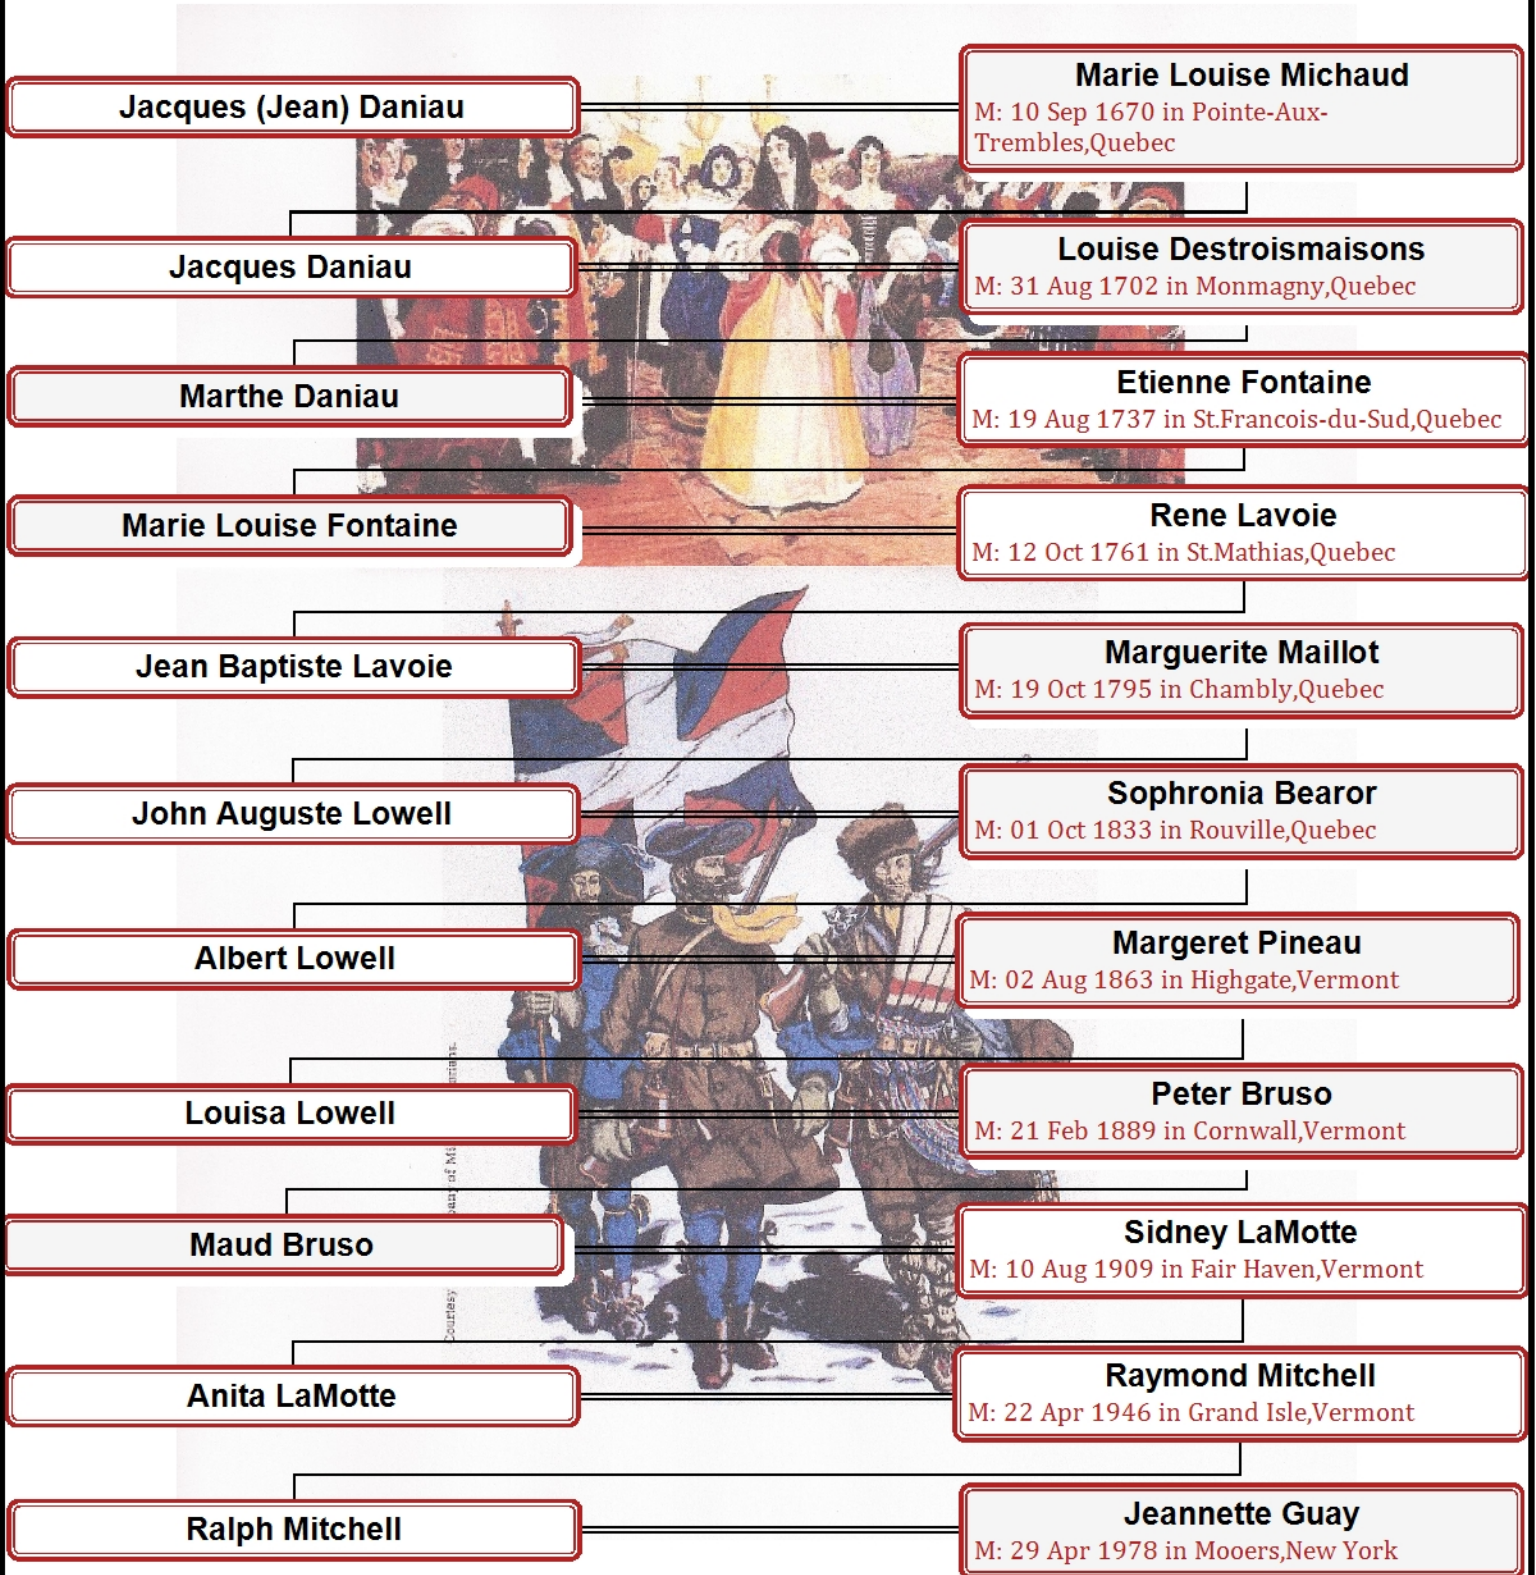 Jacques (Jean) Daniau
Marie Louise Michaud
M: 10 Sep 1670 in Pointe-Aux-
Trembles,Quebec
Jacques Daniau
Louise Destroismaisons
M: 31 Aug 1702 in Monmagny,Quebec
Marthe Daniau
Etienne Fontaine
M: 19 Aug 1737 in St.Francois-du-Sud,Quebec
Marie Louise Fontaine
Rene Lavoie
M: 12 Oct 1761 in St.Mathias,Quebec
Jean Baptiste Lavoie
Marguerite Maillot
M: 19 Oct 1795 in Chambly,Quebec
John Auguste Lowell
Sophronia Bearor
M: 01 Oct 1833 in Rouville,Quebec
Albert Lowell
Margeret Pineau
M: 02 Aug 1863 in Highgate,Vermont
Louisa Lowell
Peter Bruso
M: 21 Feb 1889 in Cornwall,Vermont
Maud Bruso
Sidney LaMotte
M: 10 Aug 1909 in Fair Haven,Vermont
Anita LaMotte
Raymond Mitchell
M: 22 Apr 1946 in Grand Isle,Vermont
Ralph Mitchell
Jeannette Guay
M: 29 Apr 1978 in Mooers,New York
Courtesy